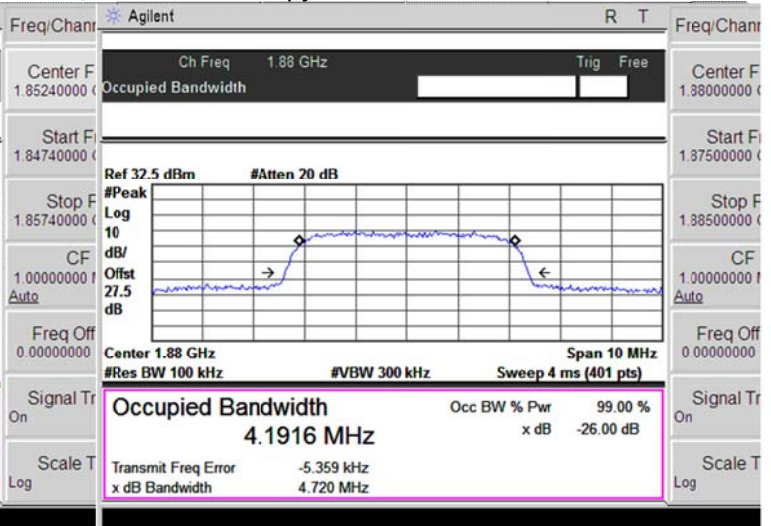 Freq/Chann
Center F
1.85240000
Start F
1.84740000
Stop F
1.85740000
CF
1.00000000
Auto
Freq Off
0.00000000
Signal Tr
On
Scale T
Log
Agilent R T
Ch Freq 1.88 GHz Trig Free
Occupied Bandwidth
Ref 32.5 dBm #Atten 20 dB
#Peak
Log
10
dB/
Offst
27.5
dB
Center 1.88 GHz Span 10 MHz
#Res BW 100 kHz #VBW 300 kHz Sweep 4 ms (401 pts)
Occupied Bandwidth Occ BW % Pwr 99.00 %
4.1916 MHz x dB -26.00 dB
Transmit Freq Error -5.359 kHz
x dB Bandwidth 4.720 MHz
Freq/Chann
Center F
1.88000000
Start F
1.87500000
Stop F
1.88500000
CF
1.00000000
Auto
Freq Off
0.00000000
Signal Tr
On
Scale T
Log